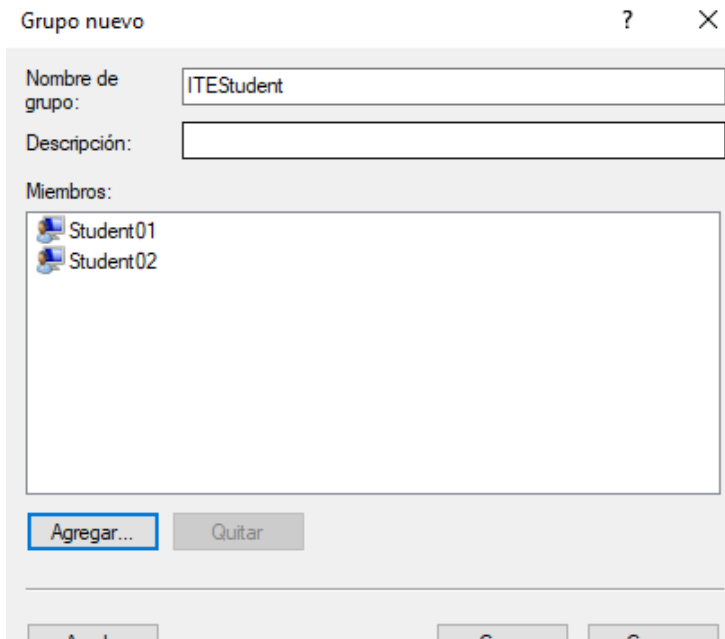 Grupo nuevo
?
Nombre de
grupo:
ITEStudent
Descripción:
Miembros:
Student01
Student02
Agregar...
Quitar